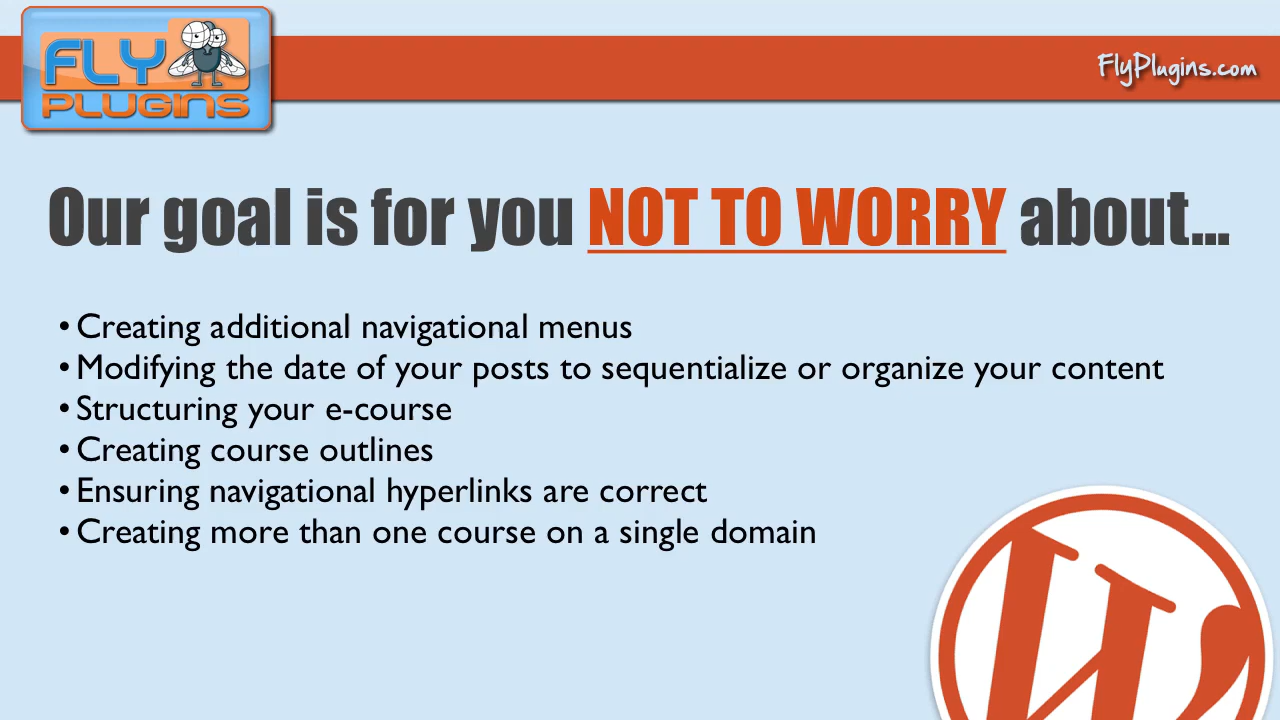 FLY
PLUGINS
FlyPlugins.com
Our goal is for you NOT TO WORRY about...
• Creating additional navigational menus
• Modifying the date of your posts to sequentialize or organize your content
• Structuring your e-course
• Creating course outlines
• Ensuring navigational hyperlinks are correct
• Creating more than one course on a single domain
W